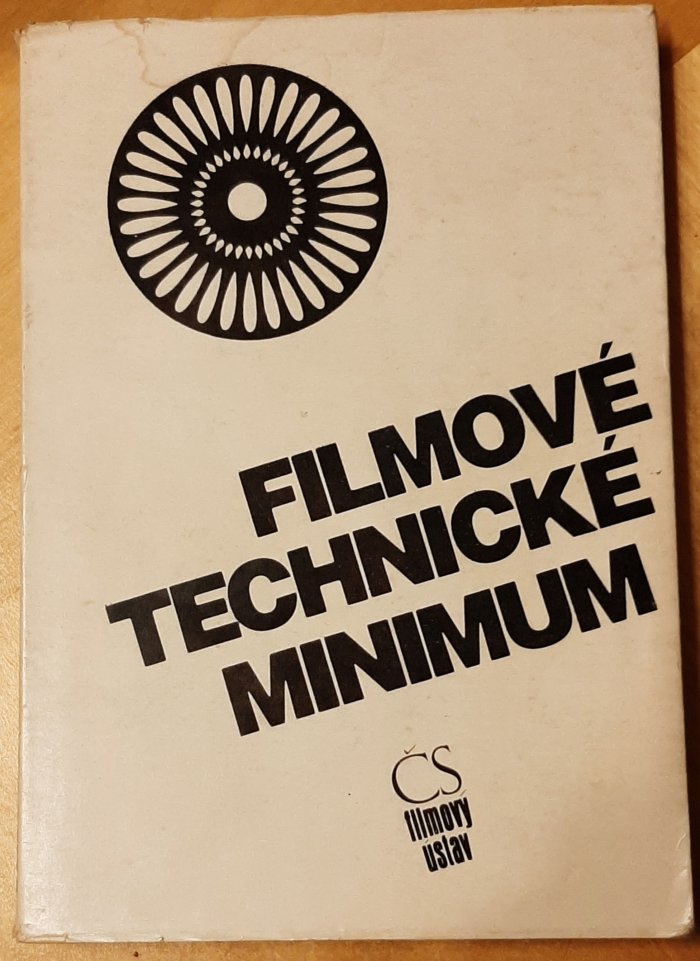 FILMOVÉ
TECHNICKÉ
MINIMUM
ČS
filmový
ústav